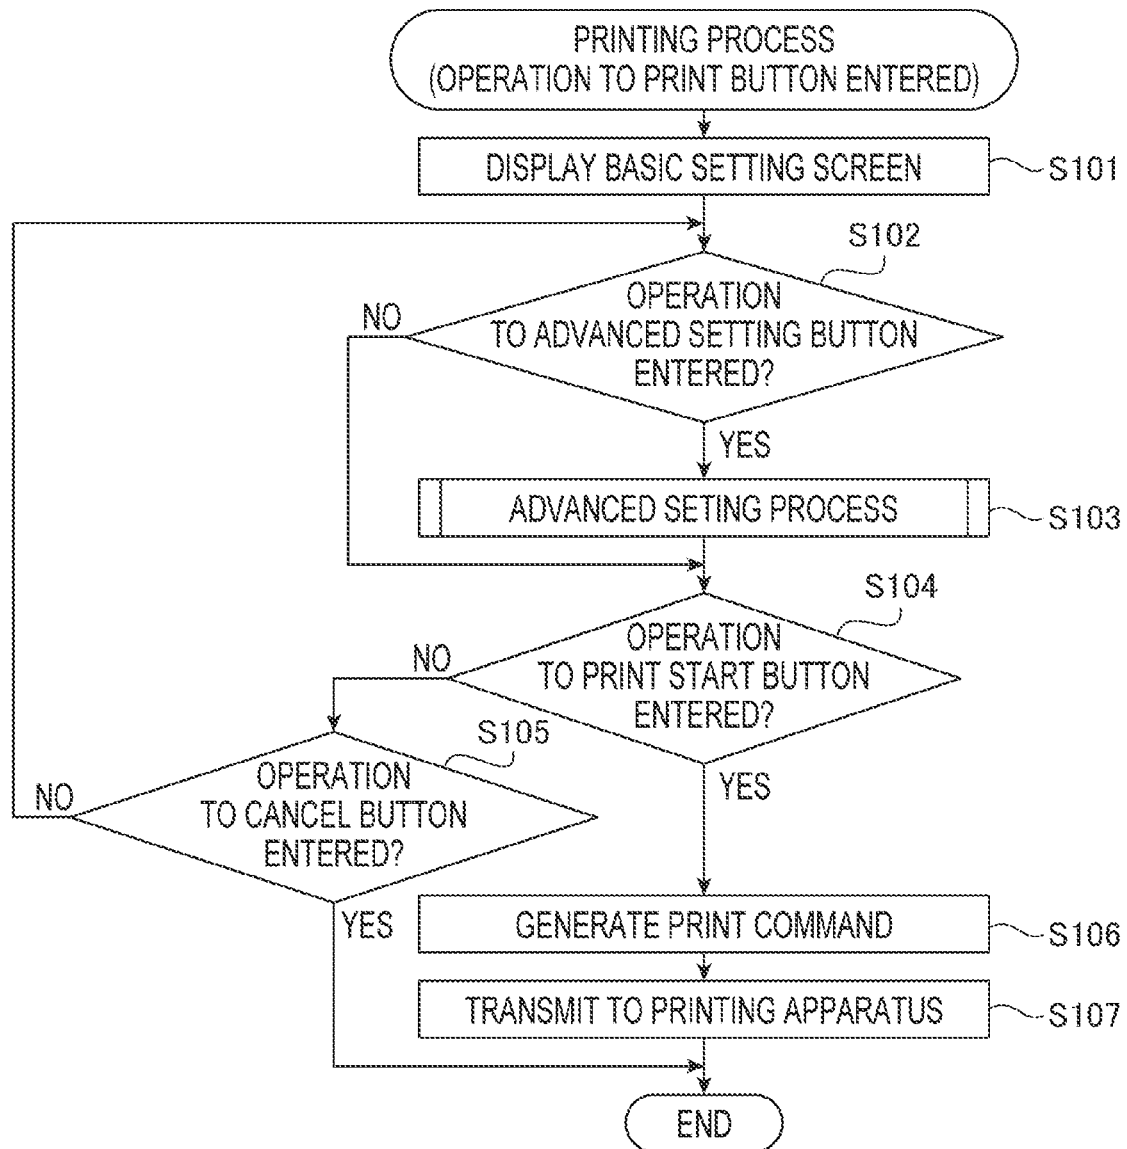 PRINTING PROCESS
(OPERATION TO PRINT BUTTON ENTERED)
DISPLAY BASIC SETTING SCREEN
S101
S102
OPERATION
TO ADVANCED SETTING BUTTON
ENTERED?
NO
YES
ADVANCED SETING PROCESS
S103
S104
OPERATION
TO PRINT START BUTTON
ENTERED?
NO
YES
S105
OPERATION
TO CANCEL BUTTON
ENTERED?
NO
YES
GENERATE PRINT COMMAND
S106
TRANSMIT TO PRINTING APPARATUS
S107
END